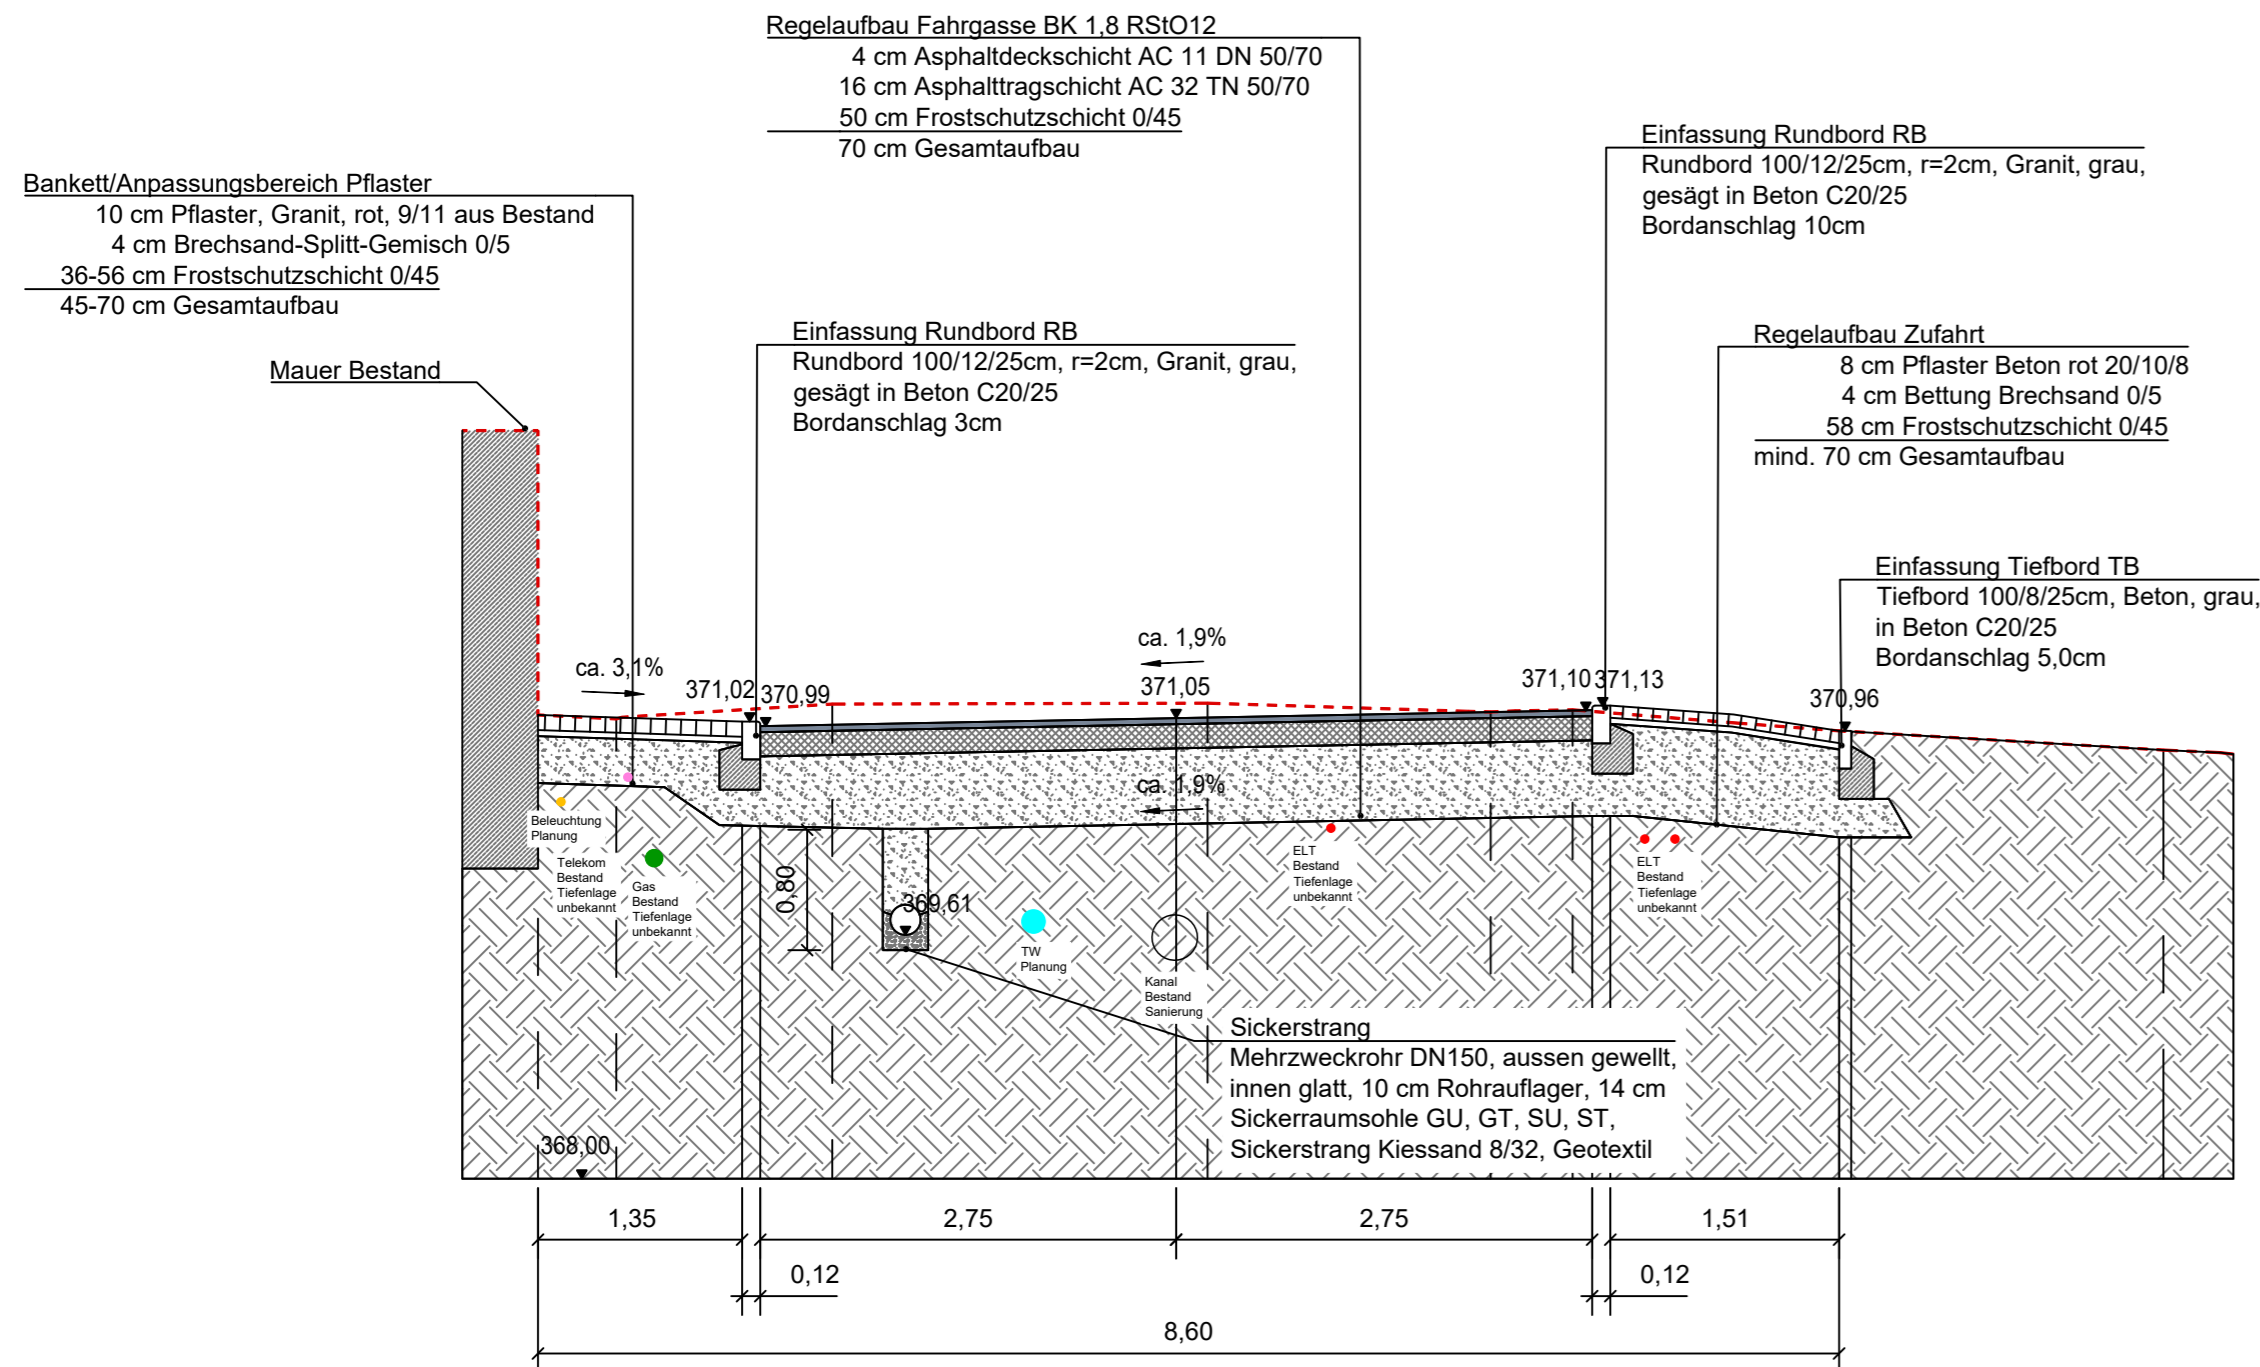 Regelaufbau Fahrgasse BK 1,8 RStO12
4 cm Asphaltdeckschicht AC 11 DN 50/70
16 cm Asphalttragschicht AC 32 TN 50/70
50 cm Frostschutzschicht 0/45
70 cm Gesamtaufbau
Einfassung Rundbord RB
Rundbord 100/12/25cm, r=2cm, Granit, grau,
gesägt in Beton C20/25
Bordanschlag 10cm
Bankett/Anpassungsbereich Pflaster
10 cm Pflaster, Granit, rot, 9/11 aus Bestand
4 cm Brechsand-Splitt-Gemisch 0/5
36-56 cm Frostschutzschicht 0/45
45-70 cm Gesamtaufbau
Einfassung Rundbord RB
Rundbord 100/12/25cm, r=2cm, Granit, grau,
gesägt in Beton C20/25
Bordanschlag 3cm
Regelaufbau Zufahrt
8 cm Pflaster Beton rot 20/10/8
4 cm Bettung Brechsand 0/5
58 cm Frostschutzschicht 0/45
mind. 70 cm Gesamtaufbau
Mauer Bestand
Einfassung Tiefbord TB
Tiefbord 100/8/25cm, Beton, grau,
in Beton C20/25
Bordanschlag 5,0cm
ca. 3,1%
ca. 1,9%
371,02
370,99
371,05
371,10
371,13
370,96
ca. 1,9%
Beleuchtung
Planung
Telekom
Bestand
Tiefenlage
unbekannt
Gas
Bestand
Tiefenlage
unbekannt
0,80
369,61
TW
Planung
Kanal
Bestand
Sanierung
ELT
Bestand
Tiefenlage
unbekannt
ELT
Bestand
Tiefenlage
unbekannt
Sickerstrang
Mehrzweckrohr DN150, aussen gewellt,
innen glatt, 10 cm Rohrauflager, 14 cm
Sickerraumsohle GU, GT, SU, ST,
Sickerstrang Kiessand 8/32, Geotextil
368,00
1,35
2,75
2,75
1,51
0,12
0,12
8,60